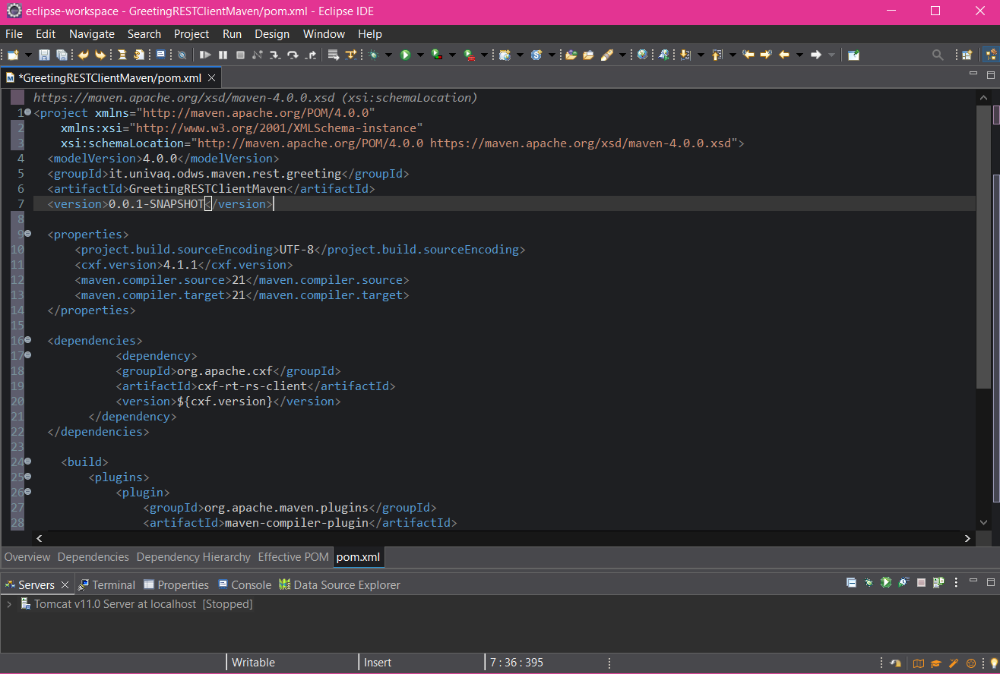 eclipse-workspace - GreetingRESTClientMaven/pom.xml - Eclipse IDE
File Edit Navigate Search Project Run Design Window Help
*GreetingRESTClientMaven/pom.xml
https://maven.apache.org/xsd/maven-4.0.0.xsd (xsi:schemaLocation)
1 <project xmlns="http://maven.apache.org/POM/4.0.0"
2 xmlns:xsi="http://www.w3.org/2001/XMLSchema-instance"
3 xsi:schemaLocation="http://maven.apache.org/POM/4.0.0 https://maven.apache.org/xsd/maven-4.0.0.xsd">
4 <modelVersion>4.0.0</modelVersion>
5 <groupId>it.univaq.odws.maven.rest.greeting</groupId>
6 <artifactId>GreetingRESTClientMaven</artifactId>
7 <version>0.0.1-SNAPSHOT</version>
8
9 <properties>
10 <project.build.sourceEncoding>UTF-8</project.build.sourceEncoding>
11 <cxf.version>4.1.1</cxf.version>
12 <maven.compiler.source>21</maven.compiler.source>
13 <maven.compiler.target>21</maven.compiler.target>
14 </properties>
15
16 <dependencies>
17 <dependency>
18 <groupId>org.apache.cxf</groupId>
19 <artifactId>cxf-rt-rs-client</artifactId>
20 <version>${cxf.version}</version>
21 </dependency>
22 </dependencies>
23
24 <build>
25 <plugins>
26 <plugin>
27 <groupId>org.apache.maven.plugins</groupId>
28 <artifactId>maven-compiler-plugin</artifactId>
Overview Dependencies Dependency Hierarchy Effective POM pom.xml
Servers Terminal Properties Console Data Source Explorer
Tomcat v11.0 Server at localhost [Stopped]
Writable Insert 7 : 36 : 395